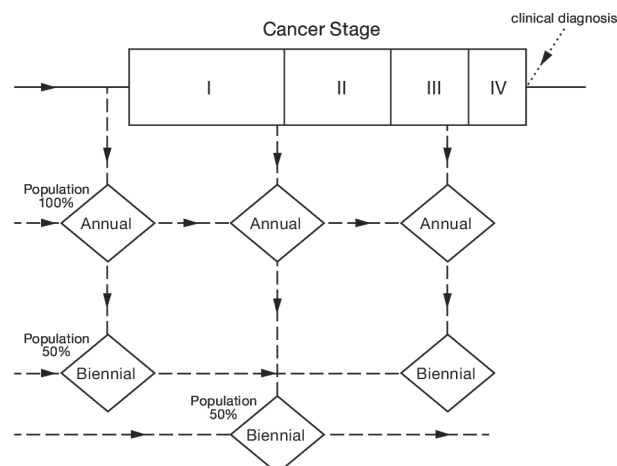 clinical diagnosis
Cancer Stage
I II III IV
Population
100%
Annual Annual Annual
Population
50%
Biennial Biennial
Population
50%
Biennial